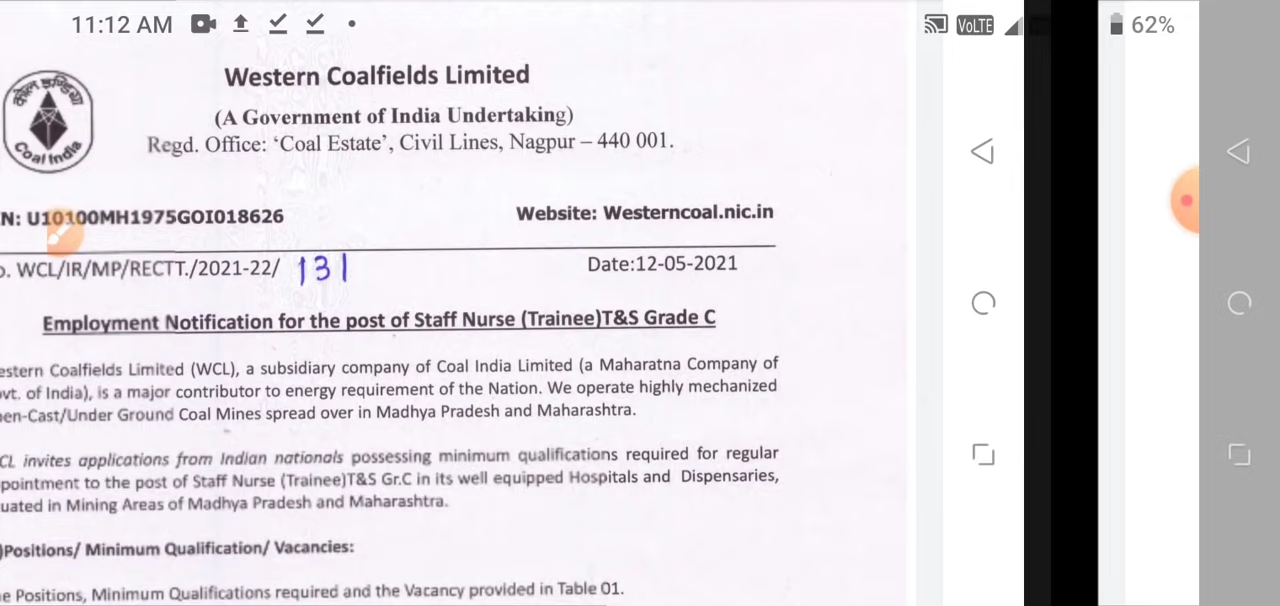 11:12 AM
VoLTE
62%
कोल इण्डिया
Coal India
Western Coalfields Limited
(A Government of India Undertaking)
Regd. Office: ‘Coal Estate’, Civil Lines, Nagpur – 440 001.
N: U10100MH1975GOI018626
Website: Westerncoal.nic.in
o. WCL/IR/MP/RECTT./2021-22/ 131
Date:12-05-2021
Employment Notification for the post of Staff Nurse (Trainee)T&S Grade C
estern Coalfields Limited (WCL), a subsidiary company of Coal India Limited (a Maharatna Company of
ovt. of India), is a major contributor to energy requirement of the Nation. We operate highly mechanized
pen-Cast/Under Ground Coal Mines spread over in Madhya Pradesh and Maharashtra.
CL invites applications from Indian nationals possessing minimum qualifications required for regular
pointment to the post of Staff Nurse (Trainee)T&S Gr.C in its well equipped Hospitals and Dispensaries,
uated in Mining Areas of Madhya Pradesh and Maharashtra.
)Positions/ Minimum Qualification/ Vacancies:
e Positions, Minimum Qualifications required and the Vacancy provided in Table 01.